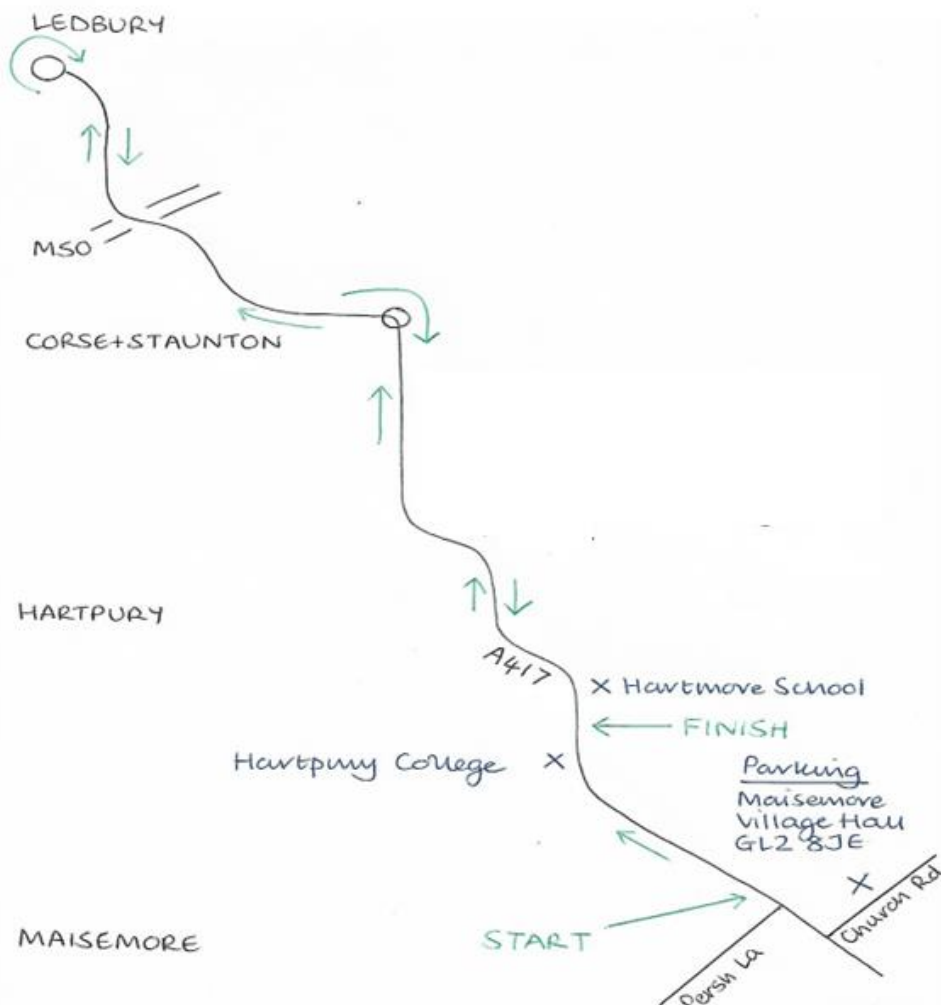 LEDBURY
M50
CORSE+STAUNTON
HARTPURY
A417
X Hartmore School
FINISH
Hartpury College X
Parking
Maisemore
Village Hall
GL2 8JE
X
Church Rd
MAISEMORE
START
Persh La